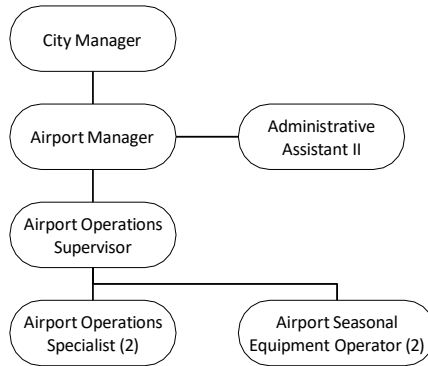 City Manager
Airport Manager
Administrative
Assistant II
Airport Operations
Supervisor
Airport Operations
Specialist (2)
Airport Seasonal
Equipment Operator (2)